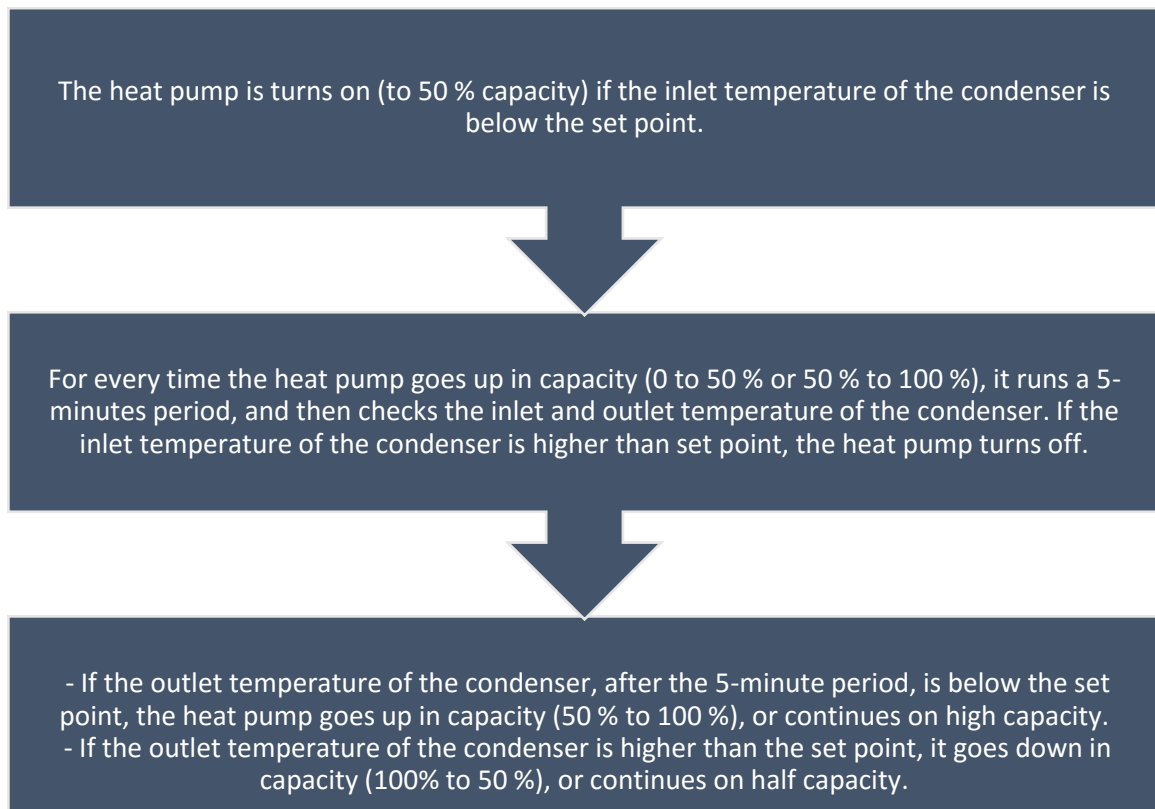 The heat pump is turns on (to 50 % capacity) if the inlet temperature of the condenser is
below the set point.
For every time the heat pump goes up in capacity (0 to 50 % or 50 % to 100 %), it runs a 5-
minutes period, and then checks the inlet and outlet temperature of the condenser. If the
inlet temperature of the condenser is higher than set point, the heat pump turns off.
- If the outlet temperature of the condenser, after the 5-minute period, is below the set
point, the heat pump goes up in capacity (50 % to 100 %), or continues on high capacity.
- If the outlet temperature of the condenser is higher than the set point, it goes down in
capacity (100% to 50 %), or continues on half capacity.